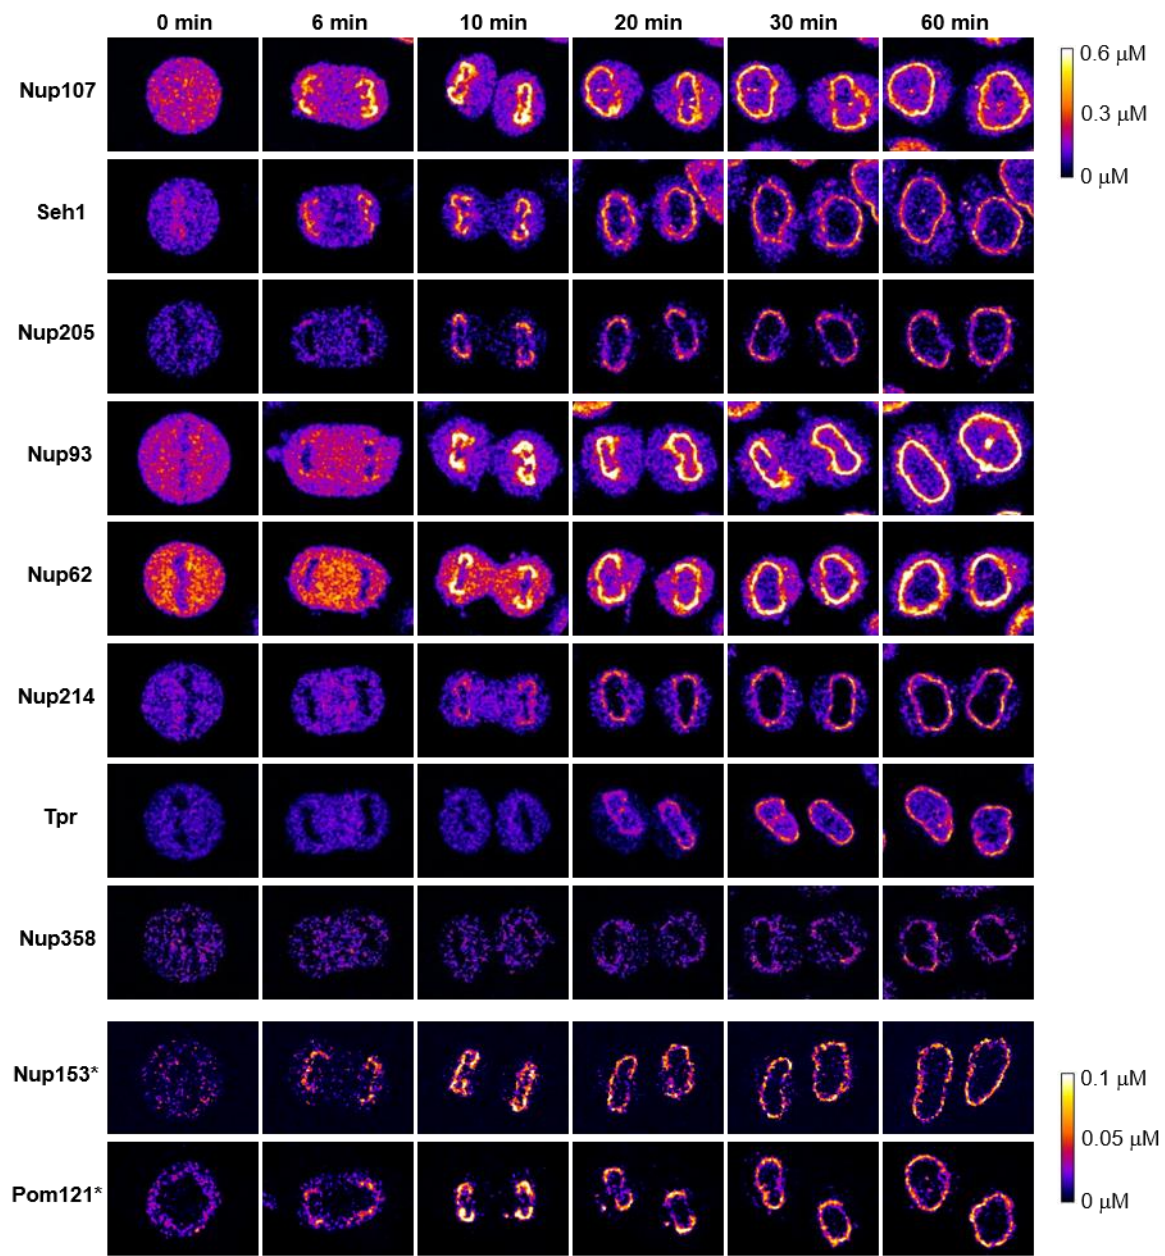 0 min 6 min 10 min 20 min 30 min 60 min
Nup107
0.6 μM
0.3 μM
0 μM
Seh1
Nup205
Nup93
Nup62
Nup214
Tpr
Nup358
Nup153*
0.1 μM
0.05 μM
0 μM
Pom121*